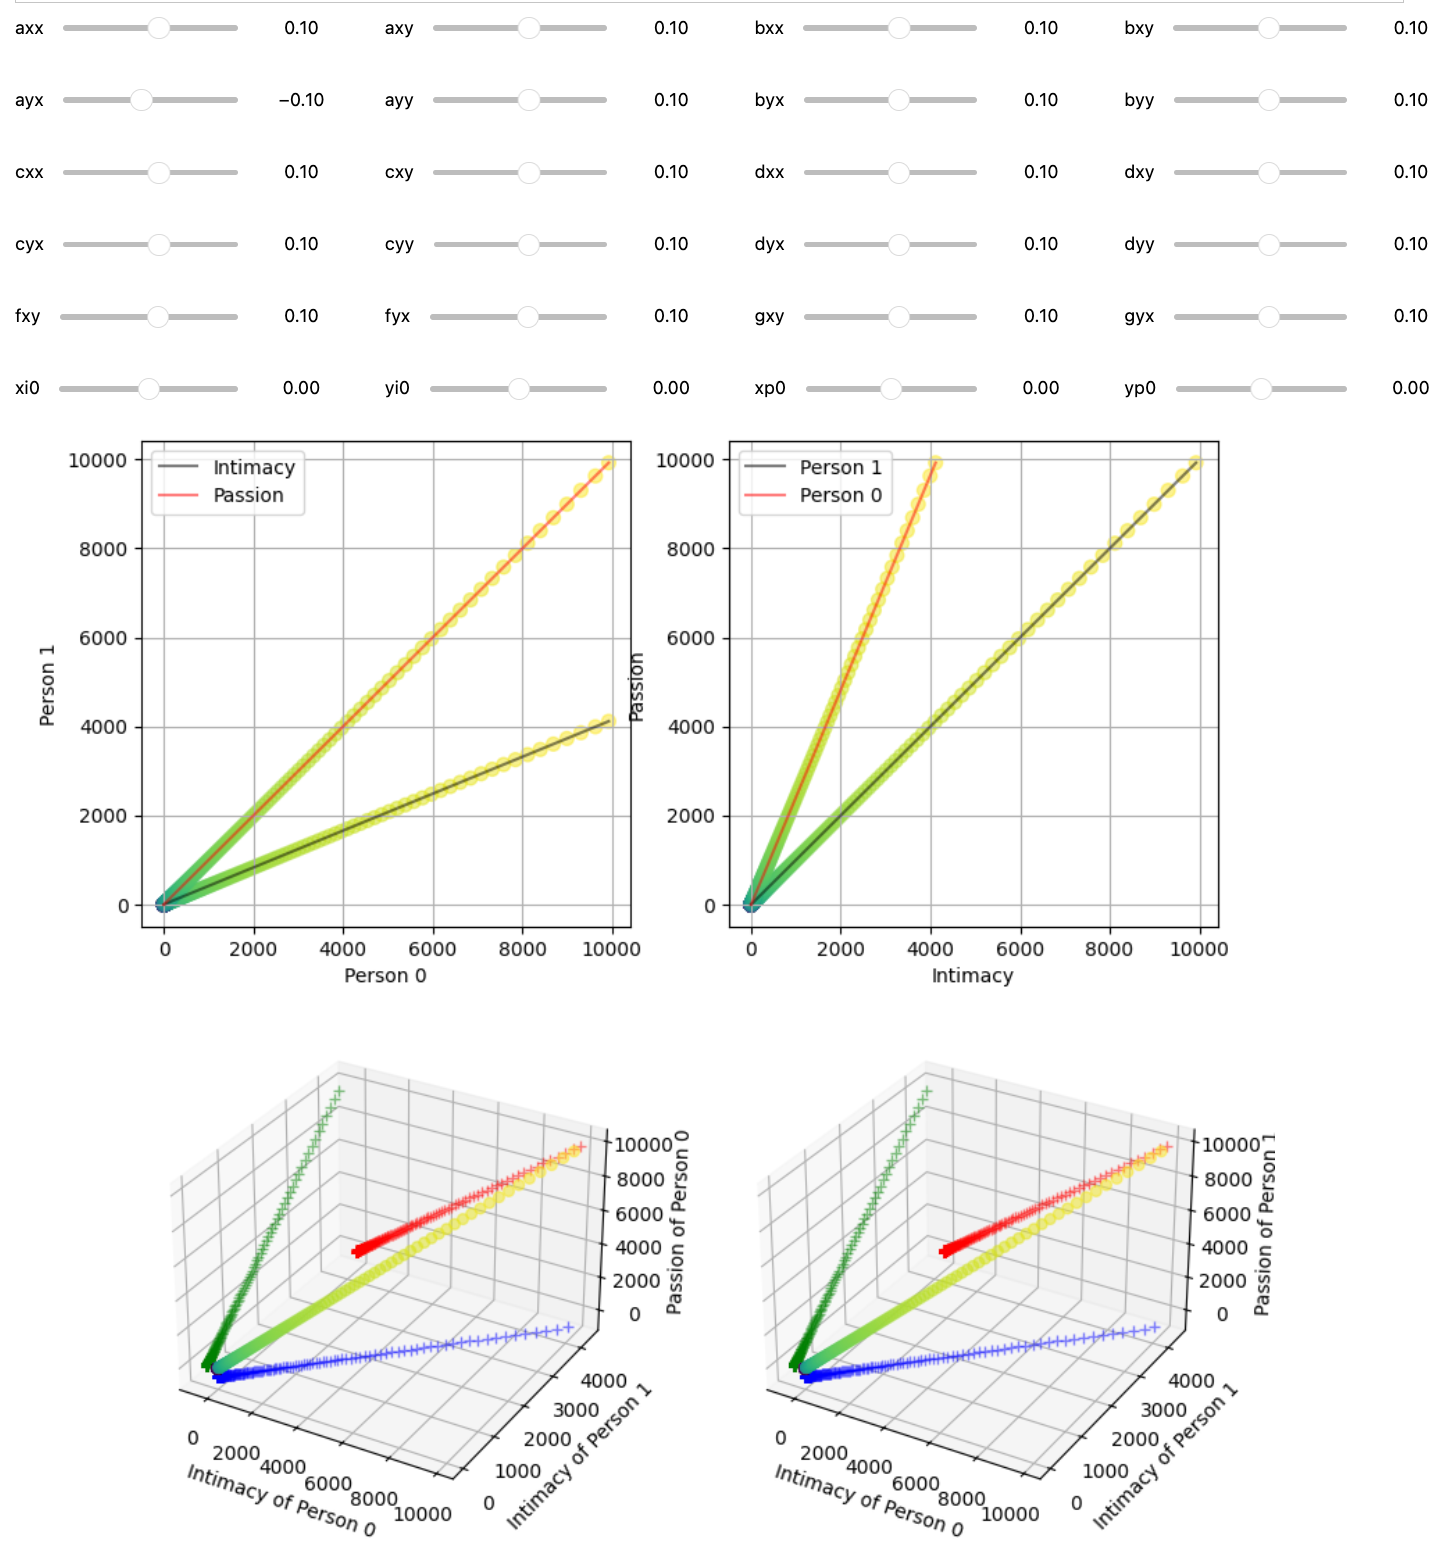 axx 0.10 axy 0.10 bxx 0.10 bxy 0.10
ayx −0.10 ayy 0.10 byx 0.10 byy 0.10
cxx 0.10 cxy 0.10 dxx 0.10 dxy 0.10
cyx 0.10 cyy 0.10 dyx 0.10 dyy 0.10
fxy 0.10 fyx 0.10 gxy 0.10 gyx 0.10
xi0 0.00 yi0 0.00 xp0 0.00 yp0 0.00
Intimacy
Passion
10000
8000
6000
4000
2000
0
Person 1
0 2000 4000 6000 8000 10000
Person 0
Person 1
Person 0
10000
8000
6000
4000
2000
0
Passion
0 2000 4000 6000 8000 10000
Intimacy
10000
8000
6000
4000
2000
0
Passion of Person 0
4000
3000
2000
1000
0
Intimacy of Person 1
0 2000 4000 6000 8000 10000
Intimacy of Person 0
10000
8000
6000
4000
2000
0
Passion of Person 1
4000
3000
2000
1000
0
Intimacy of Person 1
0 2000 4000 6000 8000 10000
Intimacy of Person 0